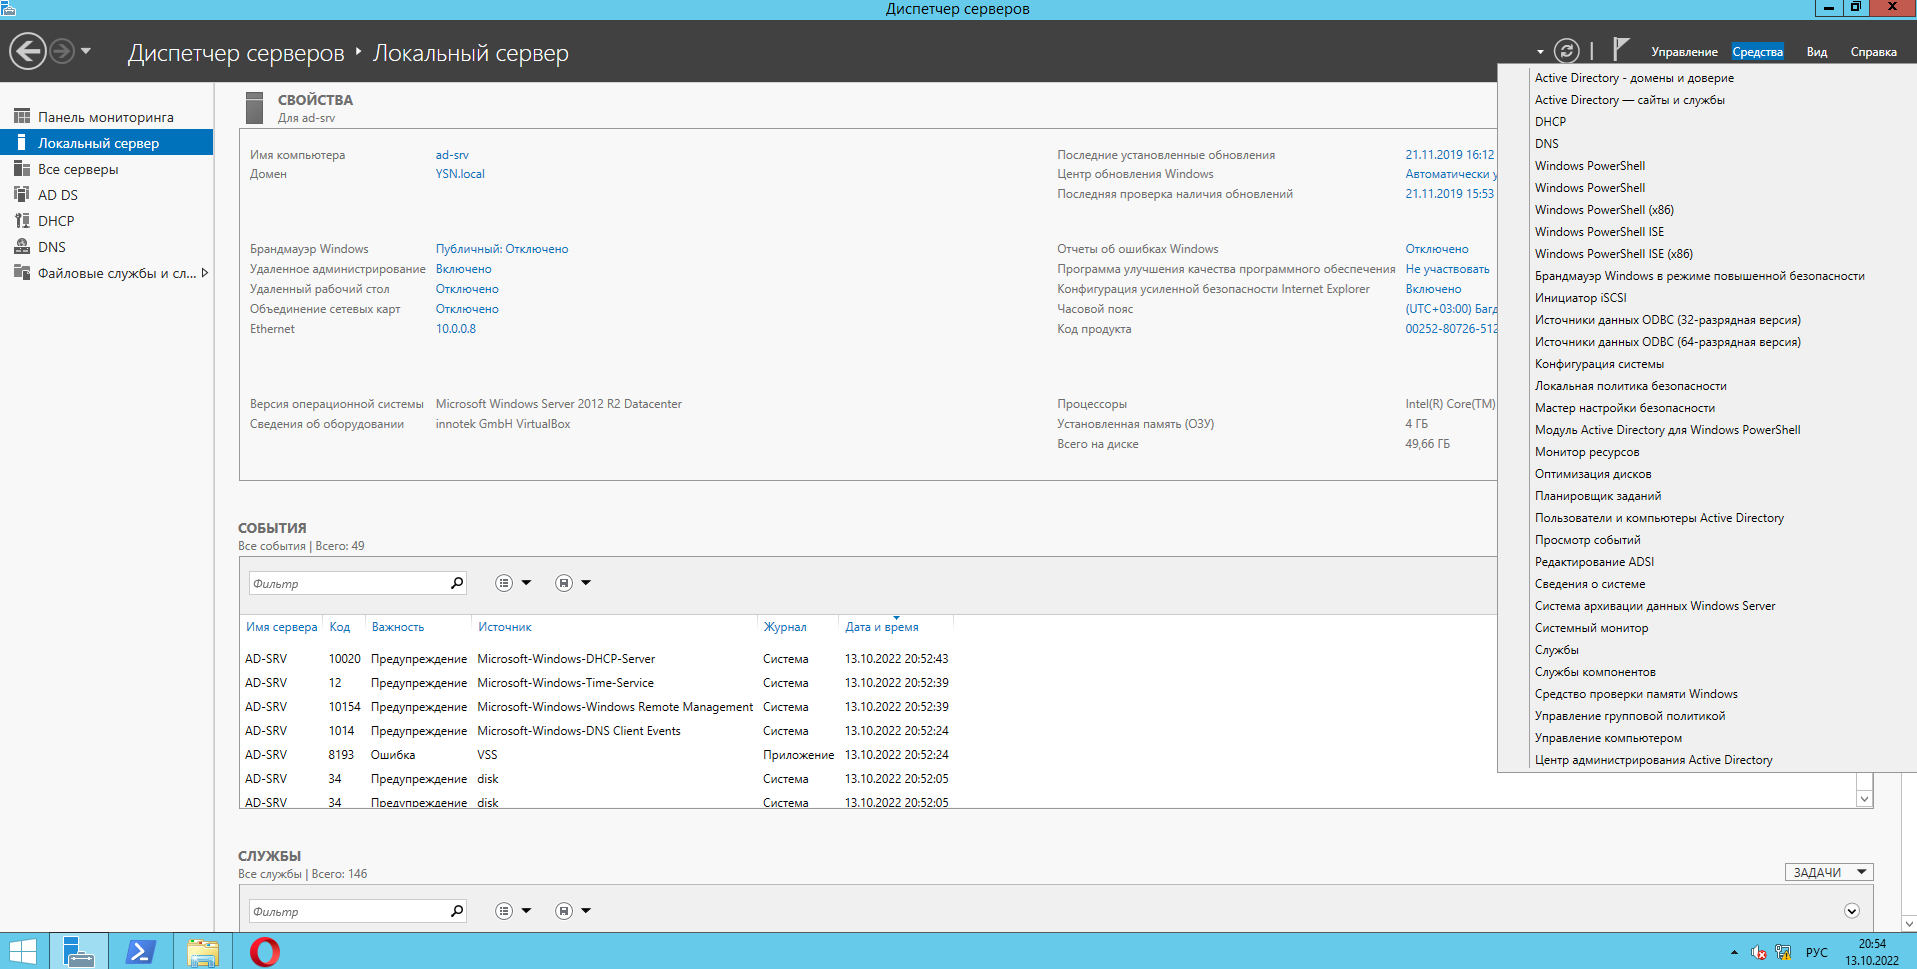 Диспетчер серверов
Диспетчер серверов
Локальный сервер
Управление
Средства
Вид
Справка
Панель мониторинга
Локальный сервер
Все серверы
AD DS
DHCP
DNS
Файловые службы и сл...
СВОЙСТВА
Для ad-srv
Имя компьютера ad-srv
Домен YSN.local
Последние установленные обновления 21.11.2019 16:12
Центр обновления Windows Автоматически у
Последняя проверка наличия обновлений 21.11.2019 15:53
Брандмауэр Windows Публичный: Отключено
Удаленное администрирование Включено
Удаленный рабочий стол Отключено
Объединение сетевых карт Отключено
Ethernet 10.0.0.8
Отчеты об ошибках Windows Отключено
Программа улучшения качества программного обеспечения Не участвовать
Конфигурация усиленной безопасности Internet Explorer Включено
Часовой пояс (UTC+03:00) Багд
Код продукта 00252-80726-512
Версия операционной системы Microsoft Windows Server 2012 R2 Datacenter
Сведения об оборудовании innotek GmbH VirtualBox
Процессоры Intel(R) Core(TM)
Установленная память (ОЗУ) 4 ГБ
Всего на диске 49,66 ГБ
СОБЫТИЯ
Все события | Всего: 49
Фильтр
Имя сервера Код Важность Источник Журнал Дата и время
AD-SRV 10020 Предупреждение Microsoft-Windows-DHCP-Server Система 13.10.2022 20:52:43
AD-SRV 12 Предупреждение Microsoft-Windows-Time-Service Система 13.10.2022 20:52:39
AD-SRV 10154 Предупреждение Microsoft-Windows-Windows Remote Management Система 13.10.2022 20:52:39
AD-SRV 1014 Предупреждение Microsoft-Windows-DNS Client Events Система 13.10.2022 20:52:24
AD-SRV 8193 Ошибка VSS Приложение 13.10.2022 20:52:24
AD-SRV 34 Предупреждение disk Система 13.10.2022 20:52:05
AD-SRV 34 Предупреждение disk Система 13.10.2022 20:52:05
СЛУЖБЫ
Все службы | Всего: 146
ЗАДАЧИ
Фильтр
Active Directory - домены и доверие
Active Directory — сайты и службы
DHCP
DNS
Windows PowerShell
Windows PowerShell
Windows PowerShell (x86)
Windows PowerShell ISE
Windows PowerShell ISE (x86)
Брандмауэр Windows в режиме повышенной безопасности
Инициатор iSCSI
Источники данных ODBC (32-разрядная версия)
Источники данных ODBC (64-разрядная версия)
Конфигурация системы
Локальная политика безопасности
Мастер настройки безопасности
Модуль Active Directory для Windows PowerShell
Монитор ресурсов
Оптимизация дисков
Планировщик заданий
Пользователи и компьютеры Active Directory
Просмотр событий
Редактирование ADSI
Сведения о системе
Система архивации данных Windows Server
Системный монитор
Службы
Службы компонентов
Средство проверки памяти Windows
Управление групповой политикой
Управление компьютером
Центр администрирования Active Directory
РУС
20:54
13.10.2022